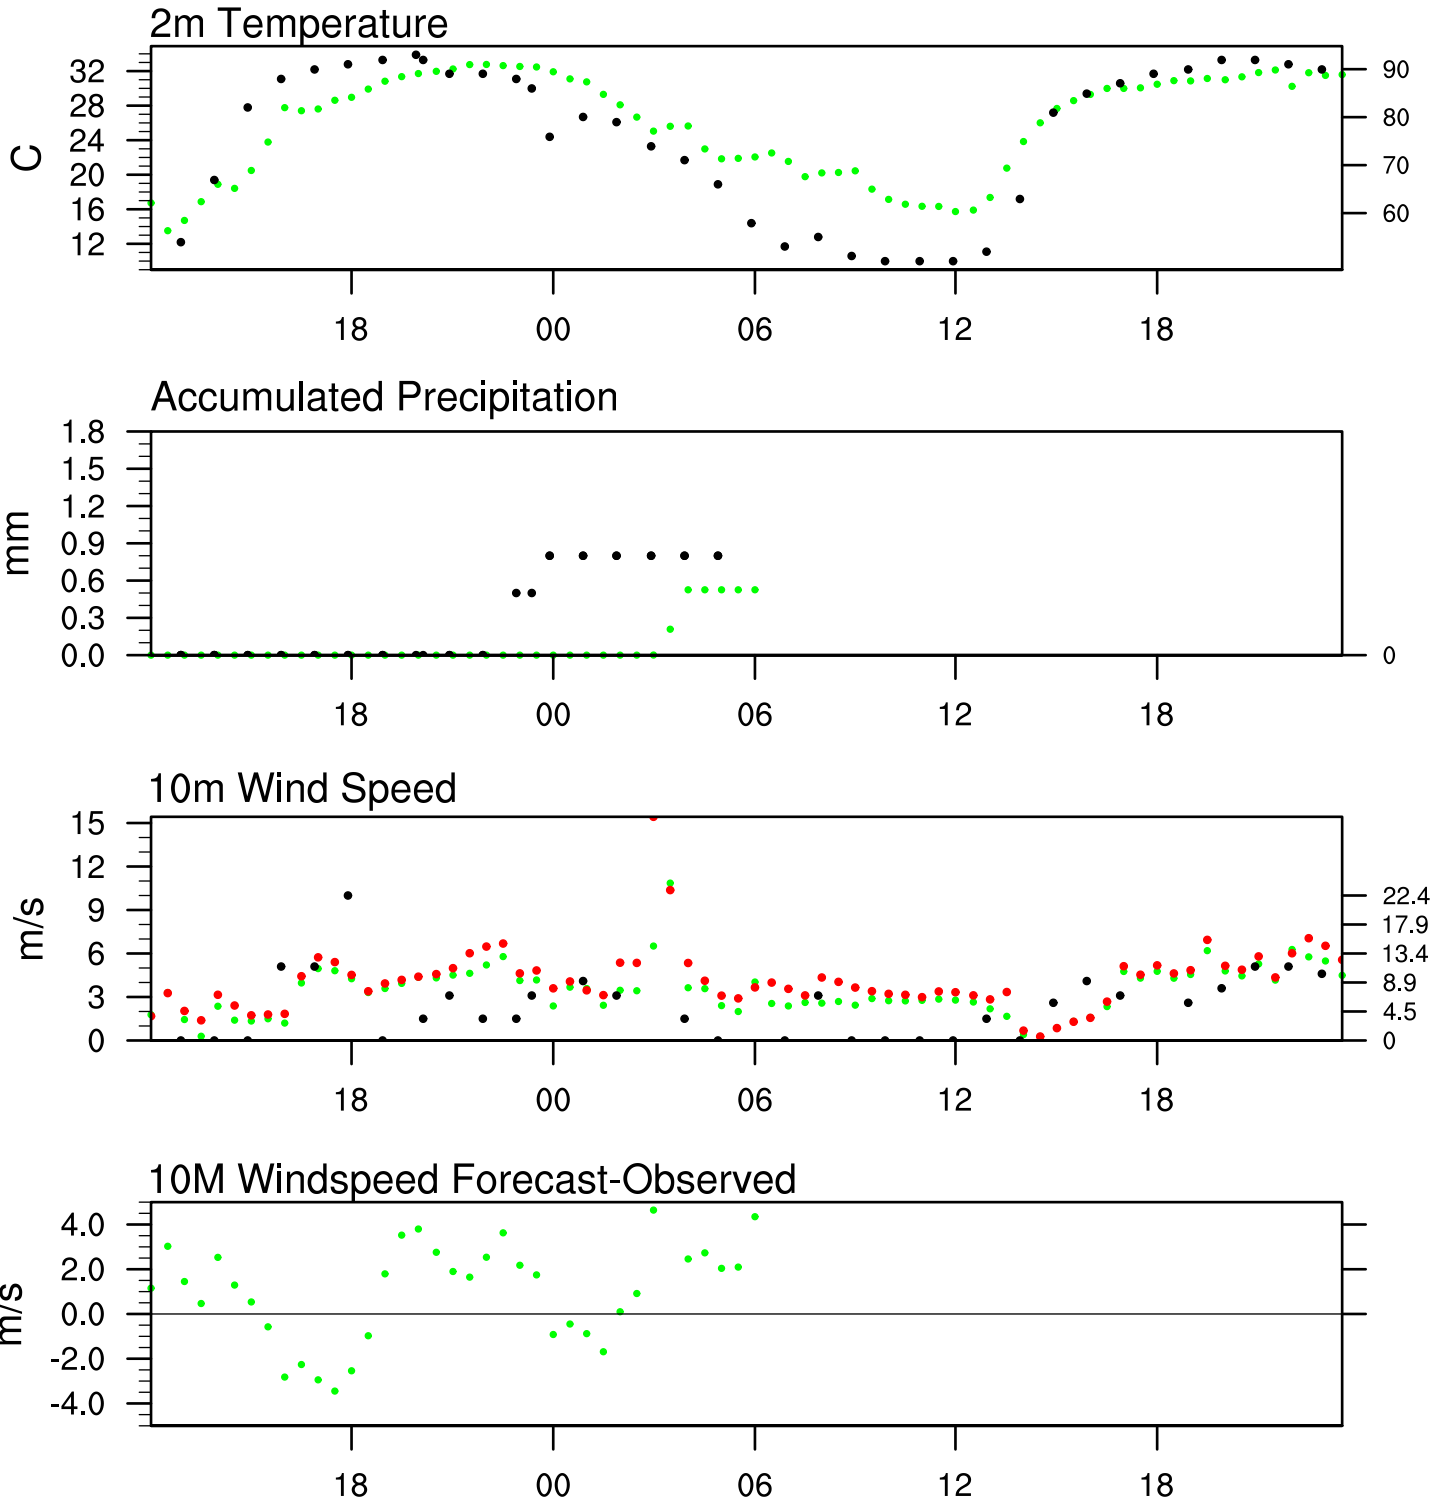 2m Temperature
C
32
28
24
20
16
12
90
80
70
60
18 00 06 12 18
Accumulated Precipitation
mm
1.8
1.5
1.2
0.9
0.6
0.3
0.0
0
18 00 06 12 18
10m Wind Speed
m/s
15
12
9
6
3
0
22.4
17.9
13.4
8.9
4.5
0
18 00 06 12 18
10M Windspeed Forecast-Observed
m/s
4.0
2.0
0.0
-2.0
-4.0
18 00 06 12 18